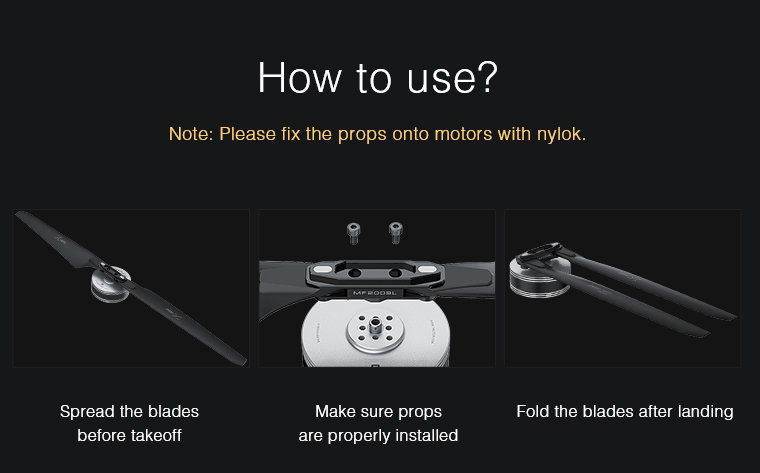 How to use?
Note: Please fix the props onto motors with nylok.
MF2008L
Spread the blades
before takeoff
Make sure props
are properly installed
Fold the blades after landing